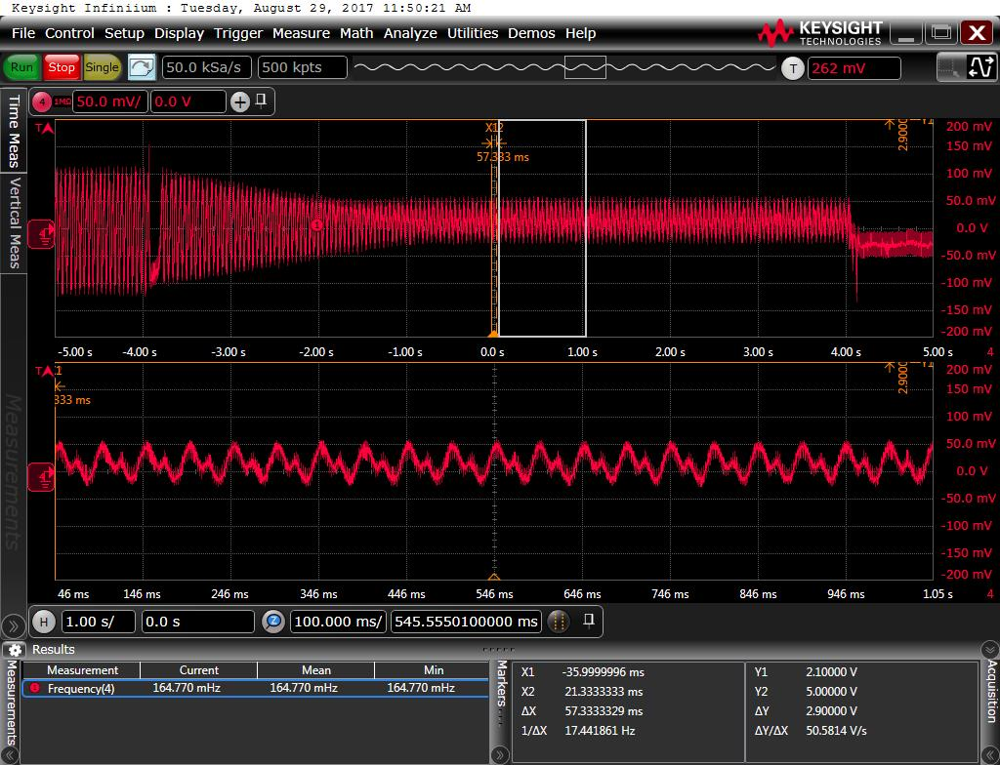 Keysight Infiniium : Tuesday, August 29, 2017 11:50:21 AM
File Control Setup Display Trigger Measure Math Analyze Utilities Demos Help
KEYSIGHT
TECHNOLOGIES
X
Run Stop Single 50.0 kSa/s 500 kpts T 262 mV
4 1MΩ 50.0 mV/ 0.0 V
Time Meas
Vertical Meas
Measurements
T
X12
57.333 ms
2.9000
Y1
200 mV
150 mV
100 mV
50.0 mV
0.0 V
-50.0 mV
-100 mV
-150 mV
-200 mV
-5.00 s -4.00 s -3.00 s -2.00 s -1.00 s 0.0 s 1.00 s 2.00 s 3.00 s 4.00 s 5.00 s 4
T
1
333 ms
2.9000
Y1
200 mV
150 mV
100 mV
50.0 mV
0.0 V
-50.0 mV
-100 mV
-150 mV
-200 mV
46 ms 146 ms 246 ms 346 ms 446 ms 546 ms 646 ms 746 ms 846 ms 946 ms 1.05 s 4
H 1.00 s/ 0.0 s Z 100.000 ms/ 545.5550100000 ms
Results
Measurements
Measurement Current Mean Min
Frequency(4) 164.770 mHz 164.770 mHz 164.770 mHz
Markers
X1 -35.9999996 ms
X2 21.3333333 ms
ΔX 57.3333329 ms
1/ΔX 17.441861 Hz
Y1 2.10000 V
Y2 5.00000 V
ΔY 2.90000 V
ΔY/ΔX 50.5814 V/s
Acquisition